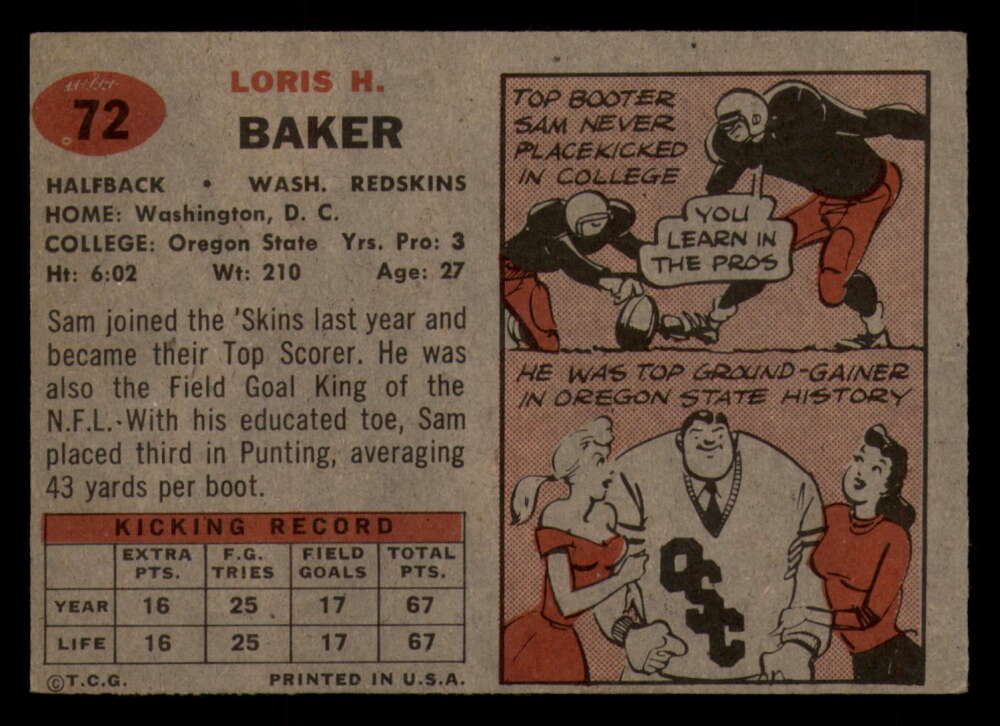 72
LORIS H.
BAKER
HALFBACK • WASH. REDSKINS
HOME: Washington, D. C.
COLLEGE: Oregon State Yrs. Pro: 3
Ht: 6:02 Wt: 210 Age: 27
Sam joined the 'Skins last year and
became their Top Scorer. He was
also the Field Goal King of the
N.F.L. With his educated toe, Sam
placed third in Punting, averaging
43 yards per boot.
KICKING RECORD
EXTRA PTS. F.G. TRIES FIELD GOALS TOTAL PTS.
YEAR 16 25 17 67
LIFE 16 25 17 67
©T.C.G. PRINTED IN U.S.A.
TOP BOOTER
SAM NEVER
PLACEKICKED
IN COLLEGE
YOU
LEARN IN
THE PROS
HE WAS TOP GROUND-GAINER
IN OREGON STATE HISTORY
OSC